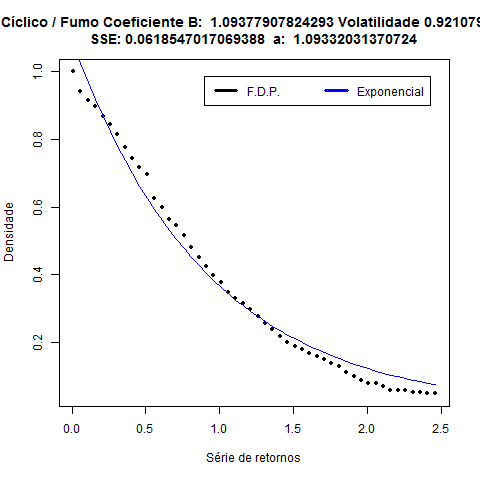 Cíclico / Fumo Coeficiente B: 1.09377907824293 Volatilidade 0.921079
SSE: 0.0618547017069388 a: 1.09332031370724
F.D.P.
Exponencial
Densidade
1.0
0.8
0.6
0.4
0.2
0.0
0.5
1.0
1.5
2.0
2.5
Série de retornos